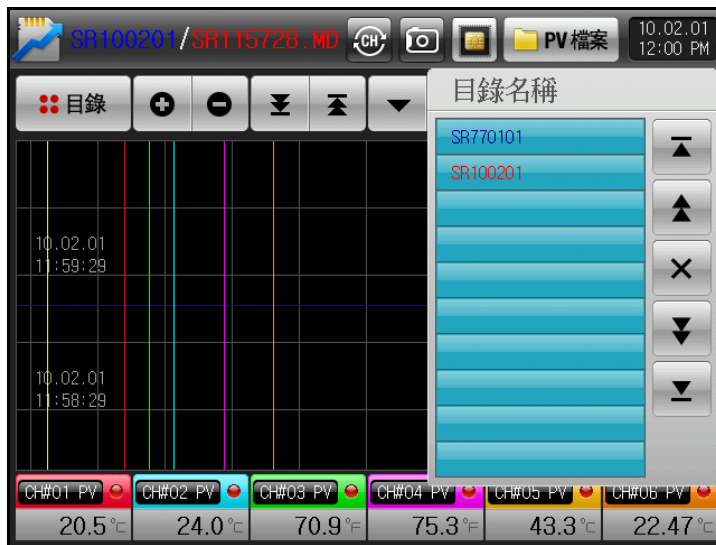 SR100201/SR115728.MD CH PV檔案 10.02.01
12:00 PM
目錄
目錄名稱
SR770101
SR100201
10.02.01
11:59:29
10.02.01
11:58:29
CH#01 PV CH#02 PV CH#03 PV CH#04 PV CH#05 PV CH#06 PV
20.5℃ 24.0℃ 70.9℉ 75.3℉ 43.3℃ 22.47℃